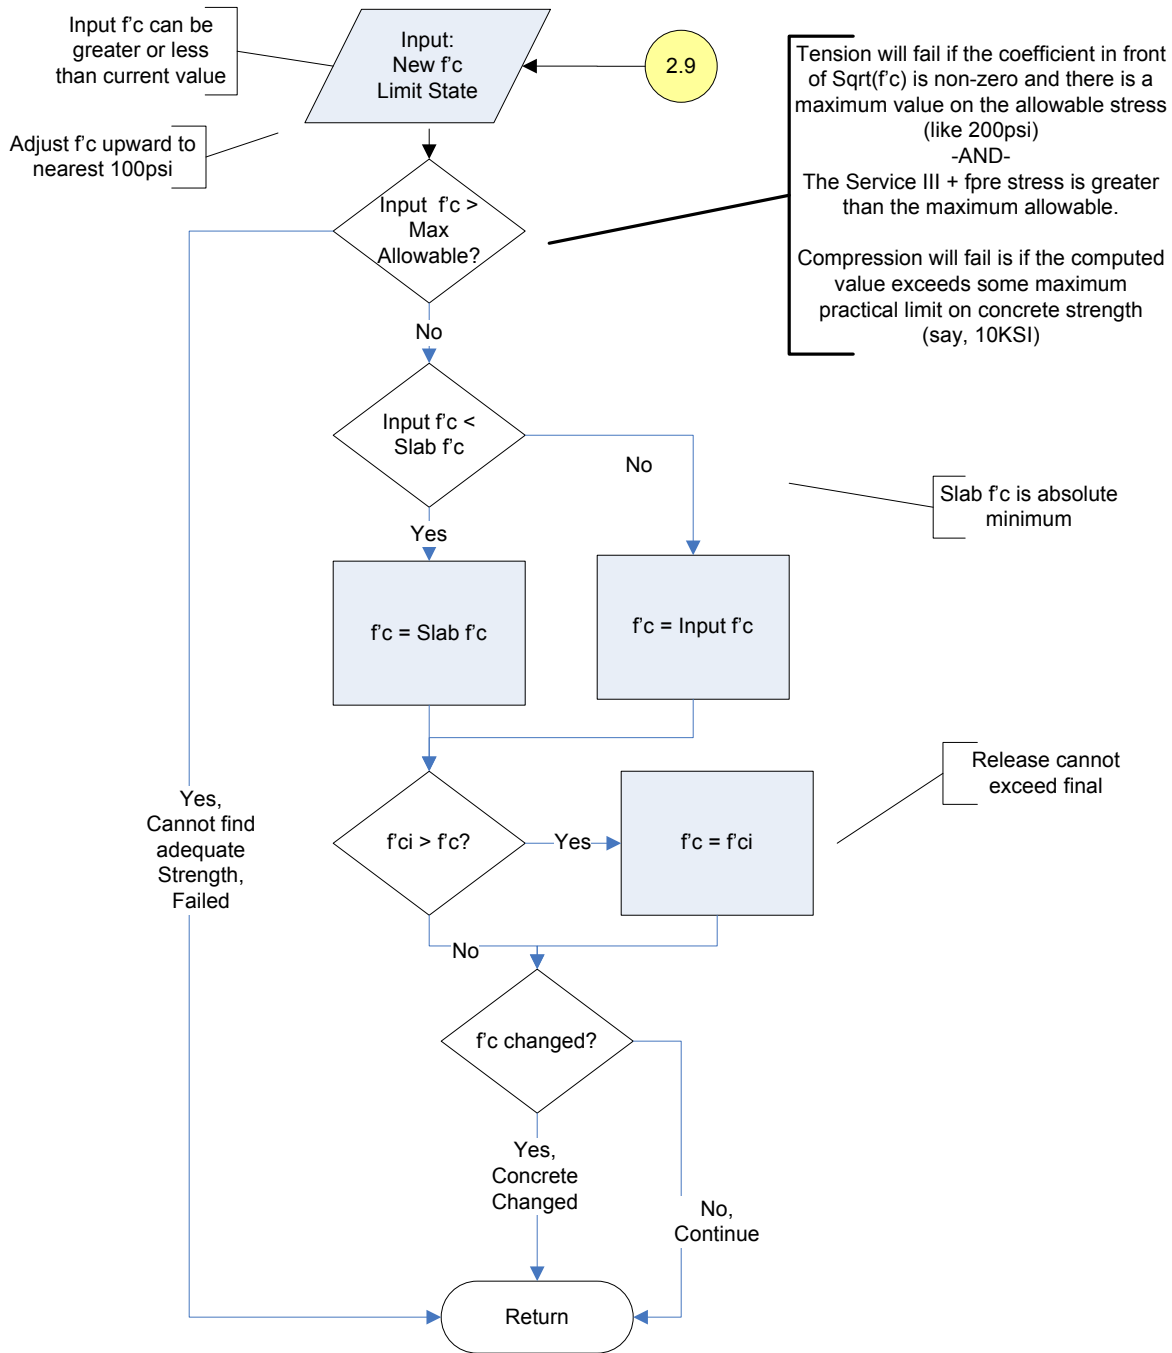 Input f'c can be
greater or less
than current value
Input:
New f'c
Limit State
2.9
Tension will fail if the coefficient in front
of Sqrt(f'c) is non-zero and there is a
maximum value on the allowable stress
(like 200psi)
-AND-
The Service III + fpre stress is greater
than the maximum allowable.
Compression will fail is if the computed
value exceeds some maximum
practical limit on concrete strength
(say, 10KSI)
Adjust f'c upward to
nearest 100psi
Input f'c >
Max
Allowable?
No
Input f'c <
Slab f'c
No
Slab f'c is absolute
minimum
Yes
f'c = Slab f'c
f'c = Input f'c
Release cannot
exceed final
Yes,
Cannot find
adequate
Strength,
Failed
f'ci > f'c?
Yes
f'c = f'ci
No
f'c changed?
Yes,
Concrete
Changed
No,
Continue
Return